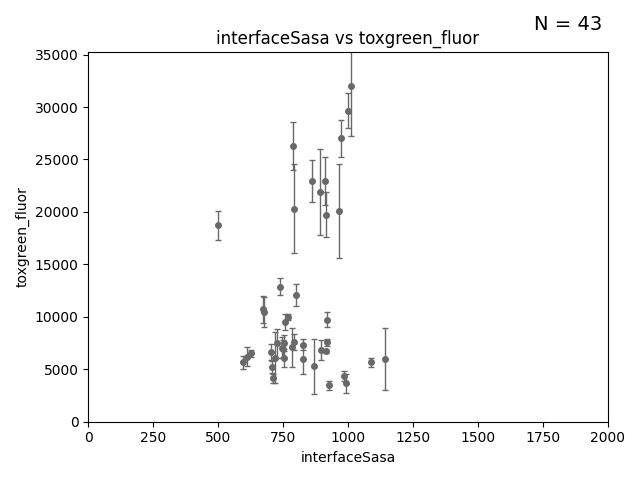 N = 43
interfaceSasa vs toxgreen_fluor
toxgreen_fluor
35000
30000
25000
20000
15000
10000
5000
0
0 250 500 750 1000 1250 1500 1750 2000
interfaceSasa